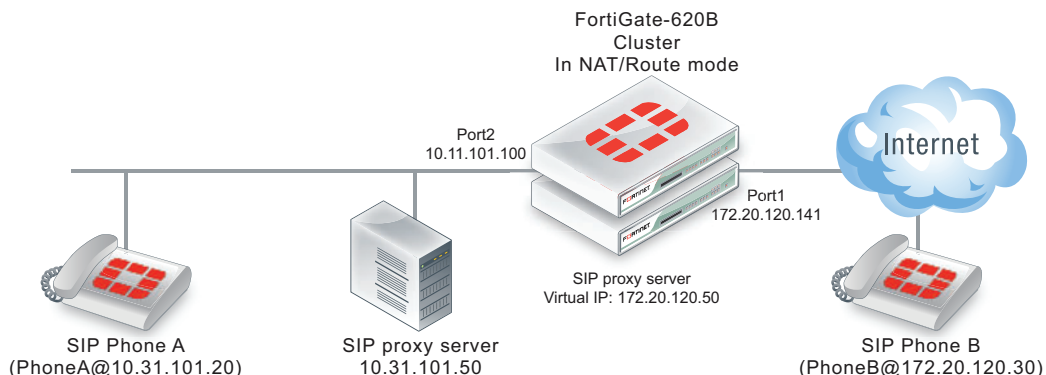 FortiGate-620B
Cluster
In NAT/Route mode
Port2
10.11.101.100
Internet
FORTINET
FORTINET
Port1
172.20.120.141
SIP proxy server
Virtual IP: 172.20.120.50
SIP Phone A
(PhoneA@10.31.101.20)
SIP proxy server
10.31.101.50
SIP Phone B
(PhoneB@172.20.120.30)